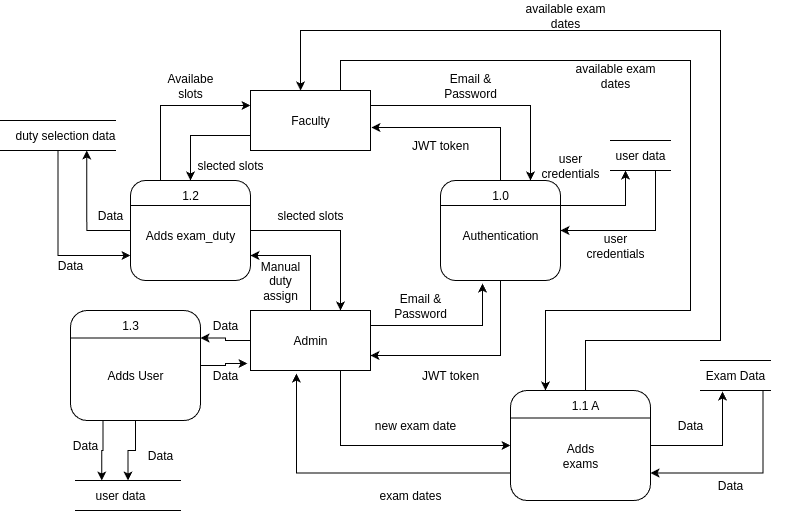 available exam
dates
available exam
dates
Availabe
slots
Email &
Password
Faculty
duty selection data
JWT token
user data
slected slots
user
credentials
1.2
1.0
Data
slected slots
Adds exam_duty
Authentication
user
credentials
Data
Manual
duty
assign
Email &
Password
1.3
Data
Admin
Adds User
Data
JWT token
Exam Data
1.1 A
new exam date
Data
Data
Data
Adds
exams
user data
exam dates
Data